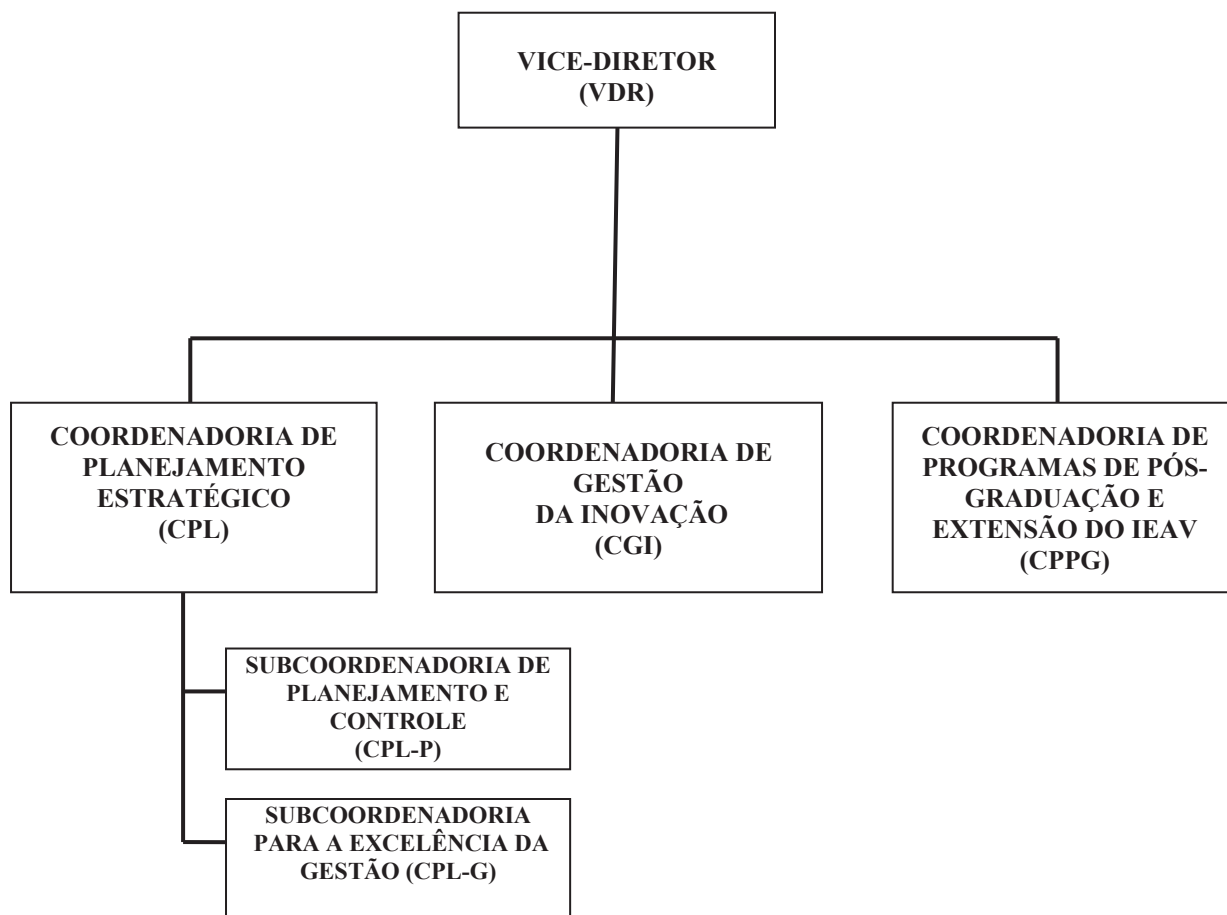 VICE-DIRETOR
(VDR)
COORDENADORIA DE
PLANEJAMENTO
ESTRATÉGICO
(CPL)
COORDENADORIA DE
GESTÃO
DA INOVAÇÃO
(CGI)
COORDENADORIA DE
PROGRAMAS DE PÓS-
GRADUAÇÃO E
EXTENSÃO DO IEAV
(CPPG)
SUBCOORDENADORIA DE
PLANEJAMENTO E
CONTROLE
(CPL-P)
SUBCOORDENADORIA
PARA A EXCELÊNCIA DA
GESTÃO (CPL-G)